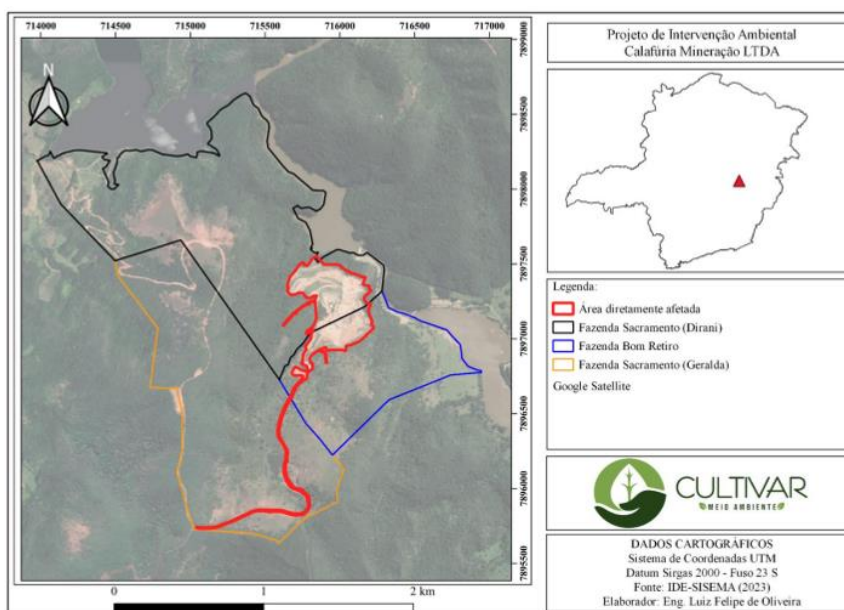 714000 714500 715000 715500 716000 716500 717000
7899000
7898500
7898000
7897500
7897000
7896500
7896000
7895500
N
0 1 2 km
Projeto de Intervenção Ambiental
Calafúria Mineração LTDA
Legenda:
Área diretamente afetada
Fazenda Sacramento (Dirani)
Fazenda Bom Retiro
Fazenda Sacramento (Geralda)
Google Satellite
CULTIVAR
MEIO AMBIENTE
DADOS CARTOGRÁFICOS
Sistema de Coordenadas UTM
Datum Sirgas 2000 - Fuso 23 S
Fonte: IDE-SISEMA (2023)
Elaborador: Eng. Luiz Felipe de Oliveira